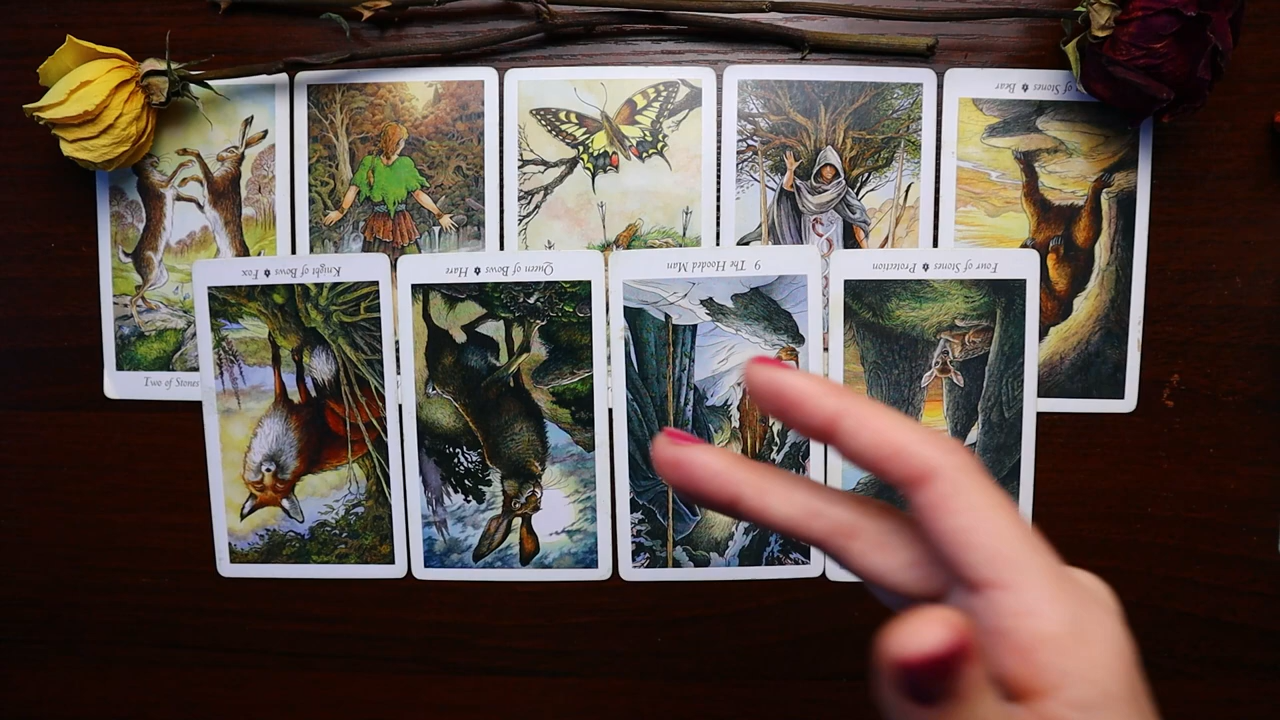 of Stones ✹ Bear
Knight of Bows ✹ Fox
Queen of Bows ✹ Hare
9 The Hooded Man
Four of Stones ✹ Protection
Two of Stones